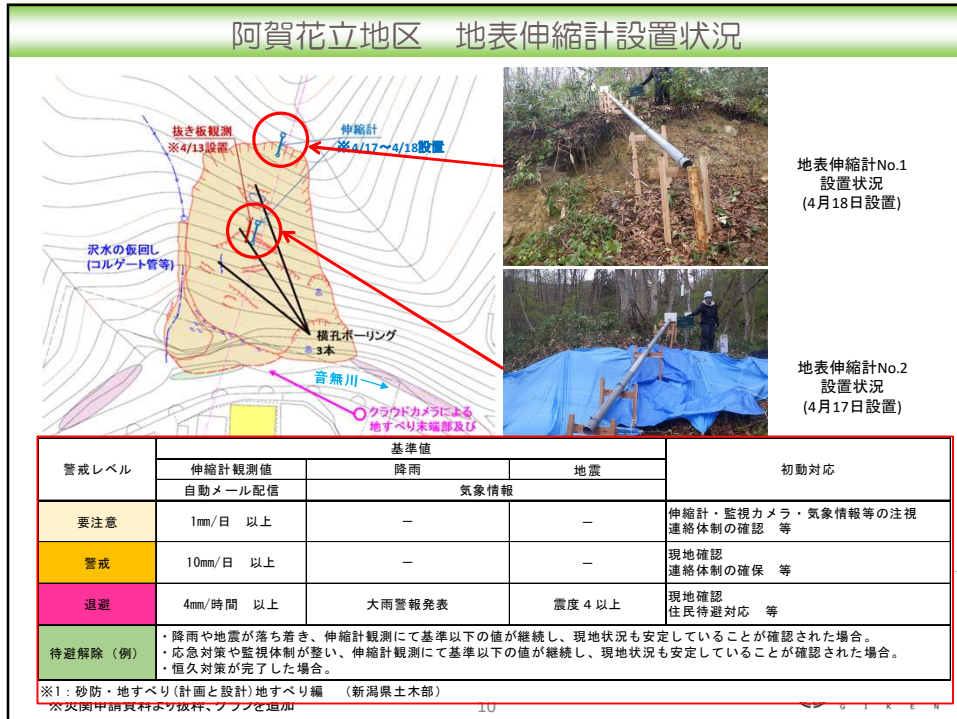 阿賀花立地区　地表伸縮計設置状況
抜き板観測
※4/13設置
伸縮計
※4/17～4/18設置
沢水の仮回し
(コルゲート管等)
横孔ボーリング
3本
音無川
クラウドカメラによる
地すべり末端部及び
地表伸縮計No.1
設置状況
(4月18日設置)
地表伸縮計No.2
設置状況
(4月17日設置)
警戒レベル 基準値 初動対応
伸縮計観測値 降雨 地震
自動メール配信 気象情報
要注意 1mm/日　以上 － － 伸縮計・監視カメラ・気象情報等の注視
連絡体制の確認　等
警戒 10mm/日　以上 － － 現地確認
連絡体制の確保　等
退避 4mm/時間　以上 大雨警報発表 震度４以上 現地確認
住民待避対応　等
待避解除（例） ・降雨や地震が落ち着き、伸縮計観測にて基準以下の値が継続し、現地状況も安定していることが確認された場合。
・応急対策や監視体制が整い、伸縮計観測にて基準以下の値が継続し、現地状況も安定していることが確認された場合。
・恒久対策が完了した場合。
※1：砂防・地すべり(計画と設計)地すべり編　（新潟県土木部）
※災関申請資料より抜粋、グラフを追加
10
G I K E N